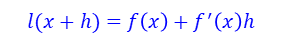 l(x + h) = f(x) + f′(x)h